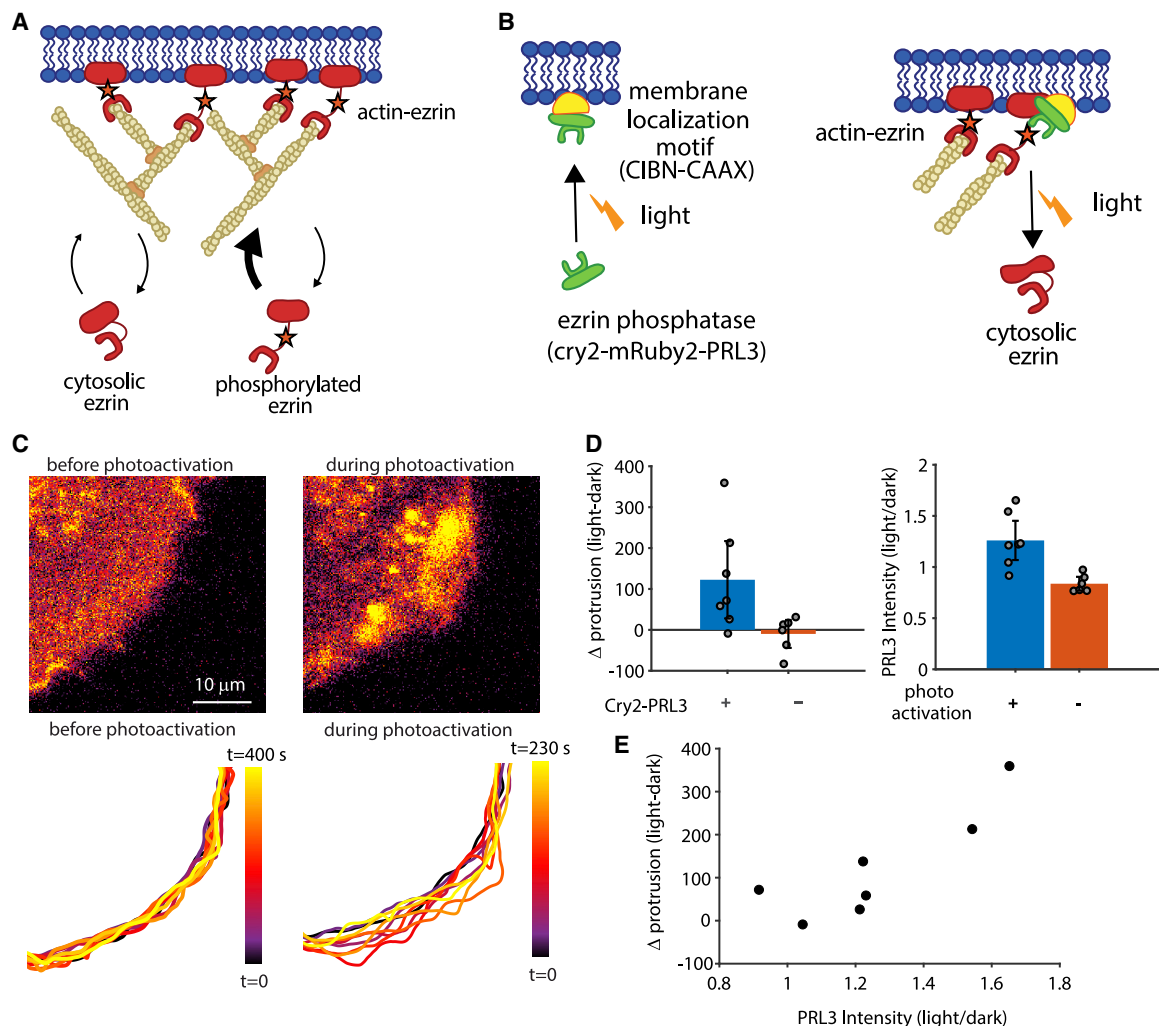 A
actin-ezrin
cytosolic
ezrin
phosphorylated
ezrin
B
membrane
localization
motif
(CIBN-CAAX)
light
ezrin phosphatase
(cry2-mRuby2-PRL3)
actin-ezrin
light
cytosolic
ezrin
C
before photoactivation
during photoactivation
10 μm
before photoactivation
during photoactivation
t=400 s
t=0
t=230 s
t=0
D
Δ protrusion (light-dark)
400
300
200
100
0
-100
Cry2-PRL3
+
−
PRL3 Intensity (light/dark)
2
1.5
1
0.5
0
photo
activation
+
-
E
Δ protrusion (light-dark)
400
300
200
100
0
-100
0.8
1
1.2
1.4
1.6
1.8
PRL3 Intensity (light/dark)